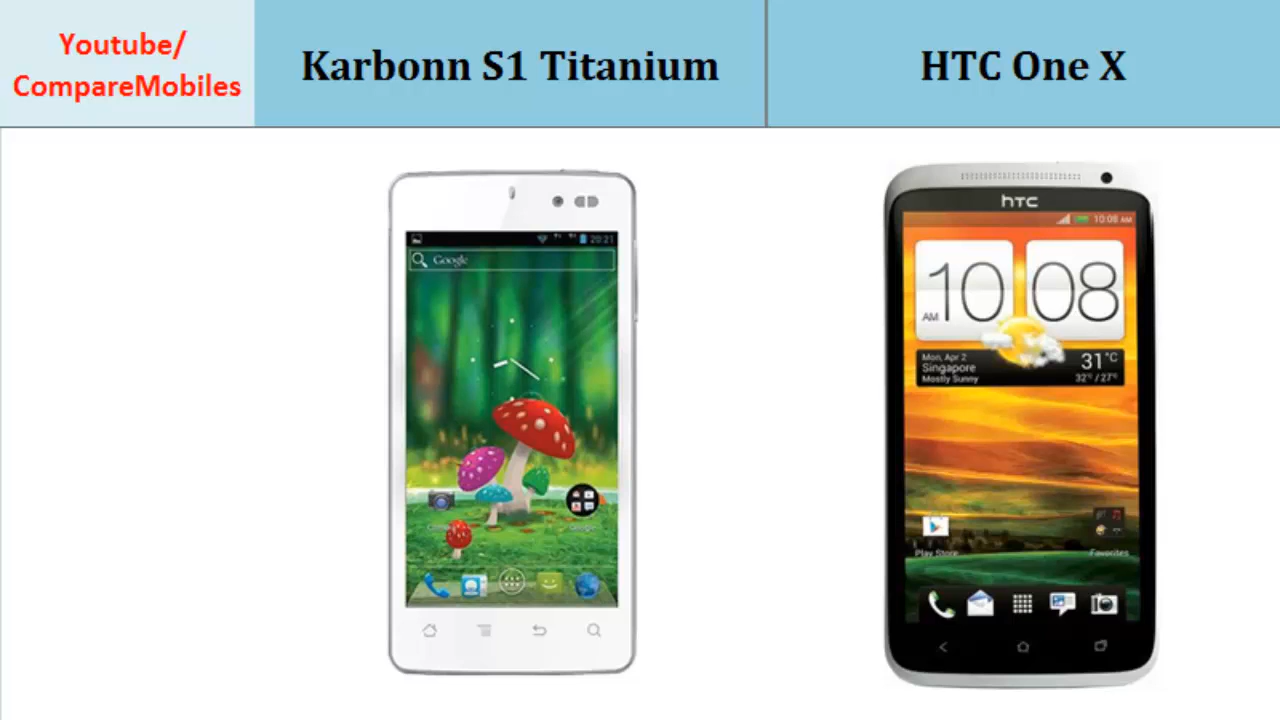 Youtube/
CompareMobiles
Karbonn S1 Titanium
HTC One X
20:21
Google
hTC
10:08 AM
10 08
AM
Mon, Apr 2
Singapore
Mostly Sunny
31°C
32°/27°
Play Store
Favorites